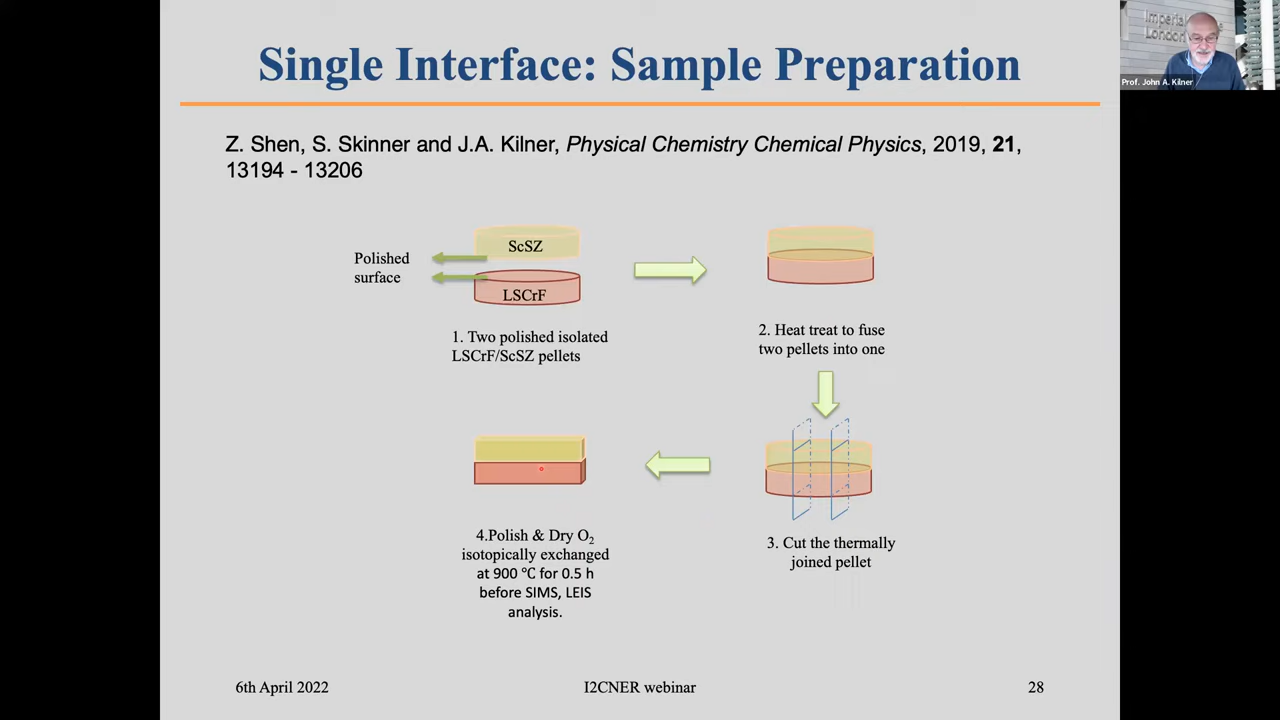 Single Interface: Sample Preparation
Imperial
London
Prof. John A. Kilner
Z. Shen, S. Skinner and J.A. Kilner, Physical Chemistry Chemical Physics, 2019, 21,
13194 - 13206
Polished
surface
ScSZ
LSCrF
1. Two polished isolated
LSCrF/ScSZ pellets
2. Heat treat to fuse
two pellets into one
4.Polish & Dry O₂
isotopically exchanged
at 900 °C for 0.5 h
before SIMS, LEIS
analysis.
3. Cut the thermally
joined pellet
6th April 2022
I2CNER webinar
28